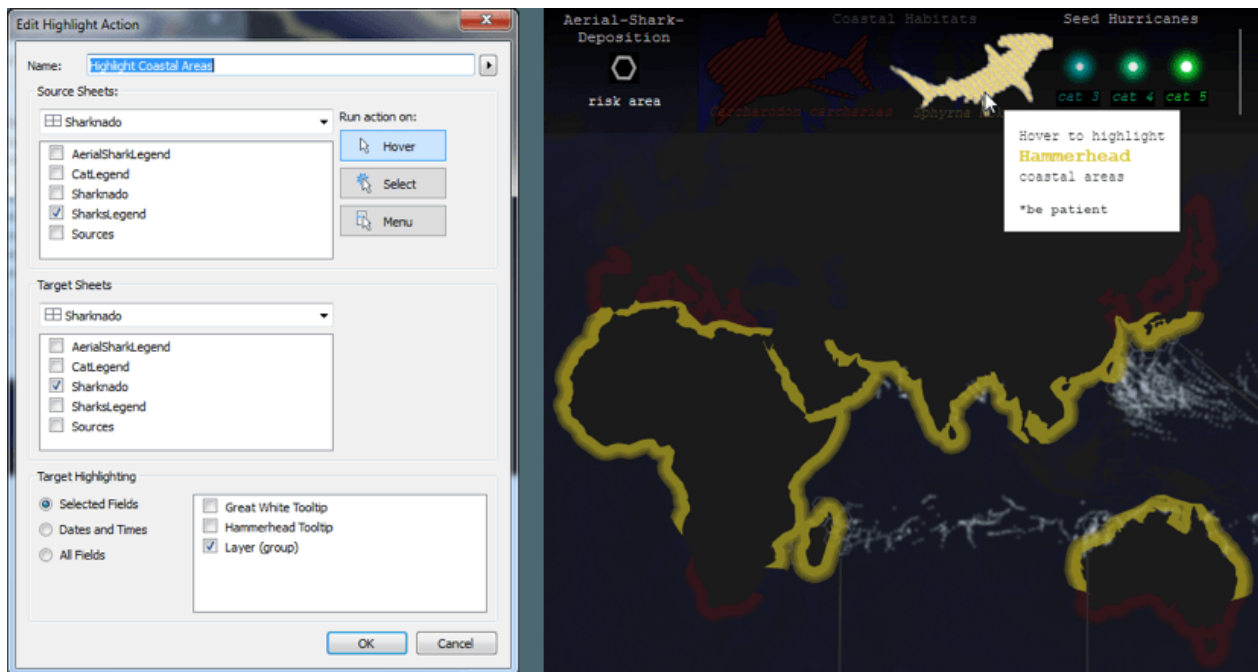 Edit Highlight Action
Name: Highlight Coastal Areas
Source Sheets:
Sharknado
Run action on:
AerialSharkLegend
CatLegend
Sharknado
SharksLegend
Sources
Hover
Select
Menu
Target Sheets
Sharknado
AerialSharkLegend
CatLegend
Sharknado
SharksLegend
Sources
Target Highlighting
Selected Fields
Dates and Times
All Fields
Great White Tooltip
Hammerhead Tooltip
Layer (group)
OK
Cancel
Aerial-Shark-
Deposition
risk area
Coastal Habitats
Carcharodon carcharias
Sphyrna
Seed Hurricanes
cat 3 cat 4 cat 5
Hover to highlight
Hammerhead
coastal areas
*be patient